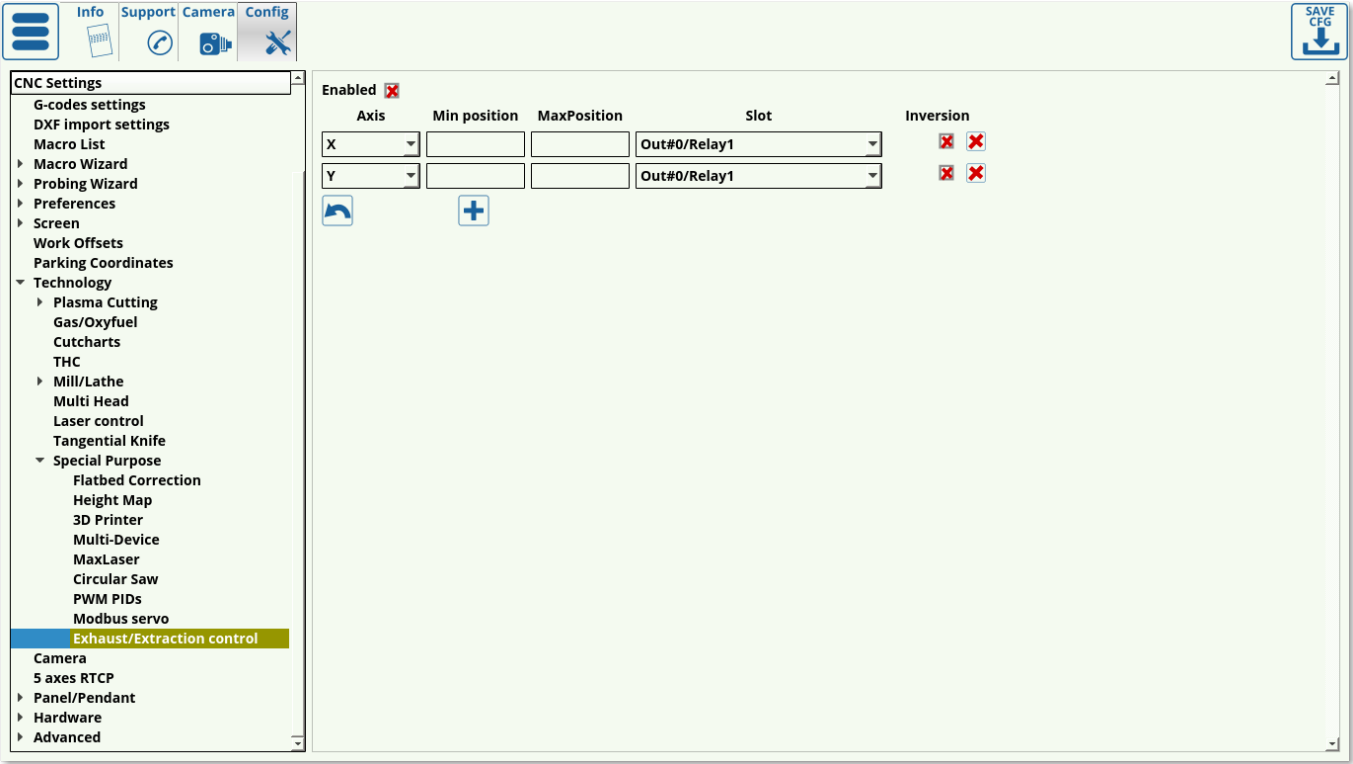 Info Support Camera Config
SAVE
CFG
CNC Settings
G-codes settings
DXF import settings
Macro List
Macro Wizard
Probing Wizard
Preferences
Screen
Work Offsets
Parking Coordinates
Technology
Plasma Cutting
Gas/Oxyfuel
Cutcharts
THC
Mill/Lathe
Multi Head
Laser control
Tangential Knife
Special Purpose
Flatbed Correction
Height Map
3D Printer
Multi-Device
MaxLaser
Circular Saw
PWM PIDs
Modbus servo
Exhaust/Extraction control
Camera
5 axes RTCP
Panel/Pendant
Hardware
Advanced
Enabled
Axis Min position MaxPosition Slot Inversion
X Out#0/Relay1
Y Out#0/Relay1